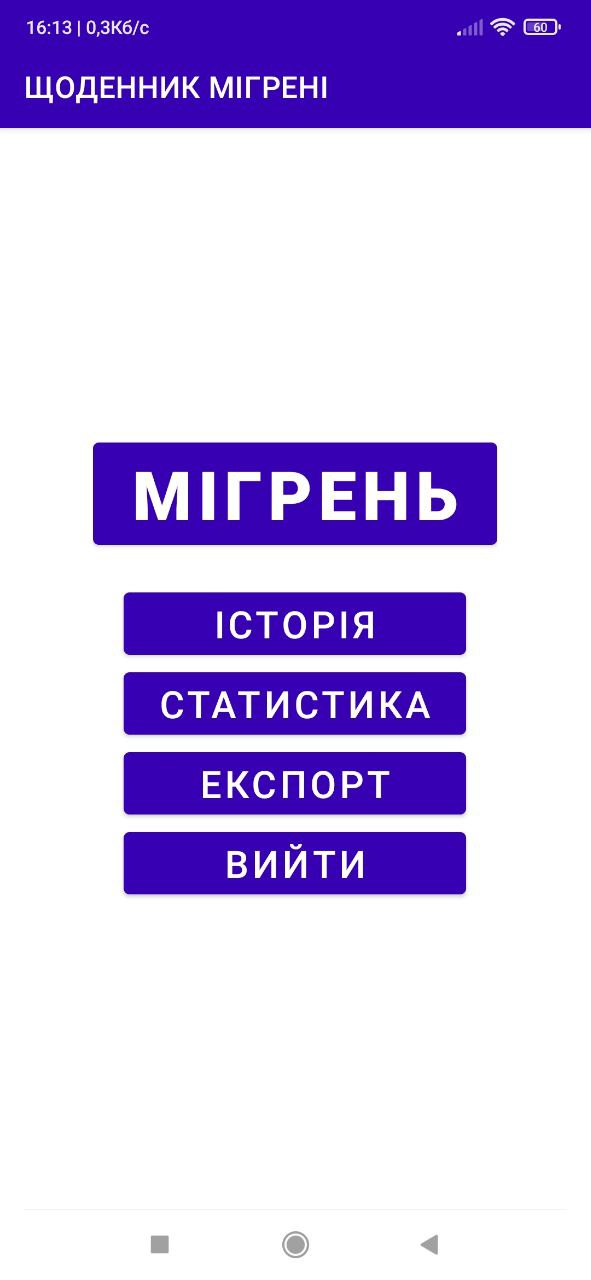 16:13 | 0,3Кб/с 60
ЩОДЕННИК МІГРЕНІ
МІГРЕНЬ
ІСТОРІЯ
СТАТИСТИКА
ЕКСПОРТ
ВИЙТИ